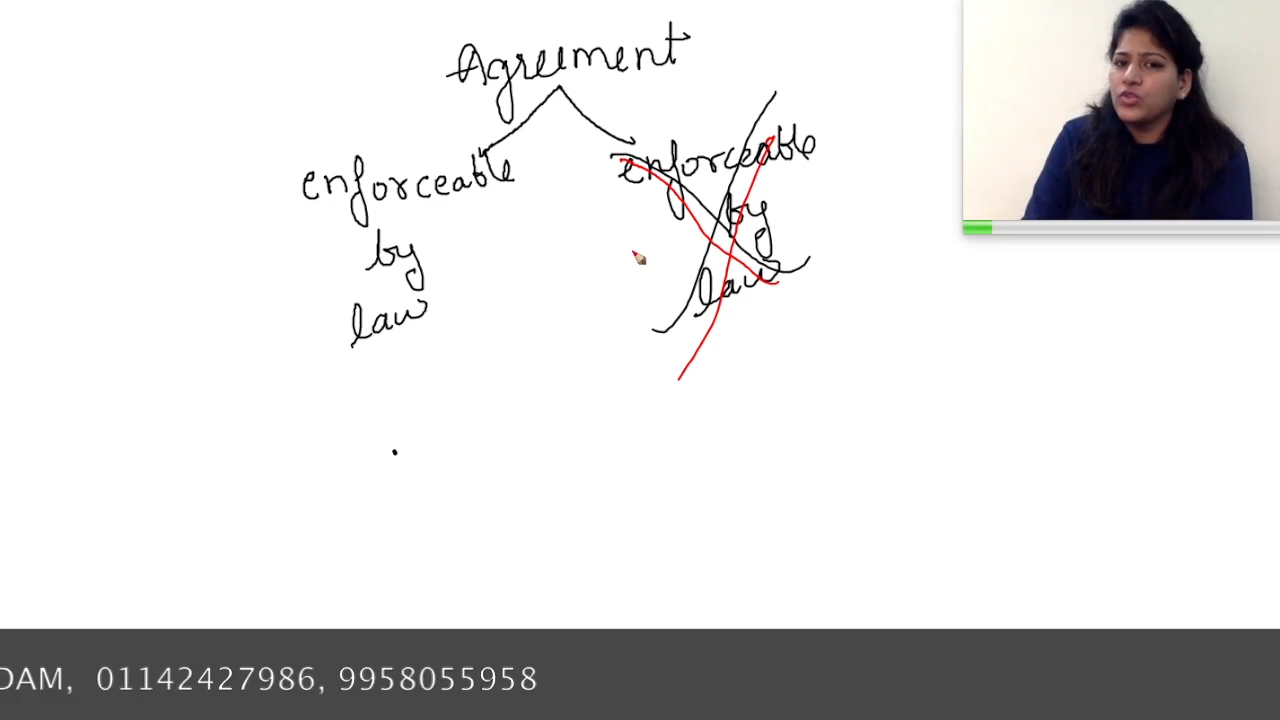 Agreement
enforceable
by
law
enforceable
by
law
DAM, 01142427986, 9958055958